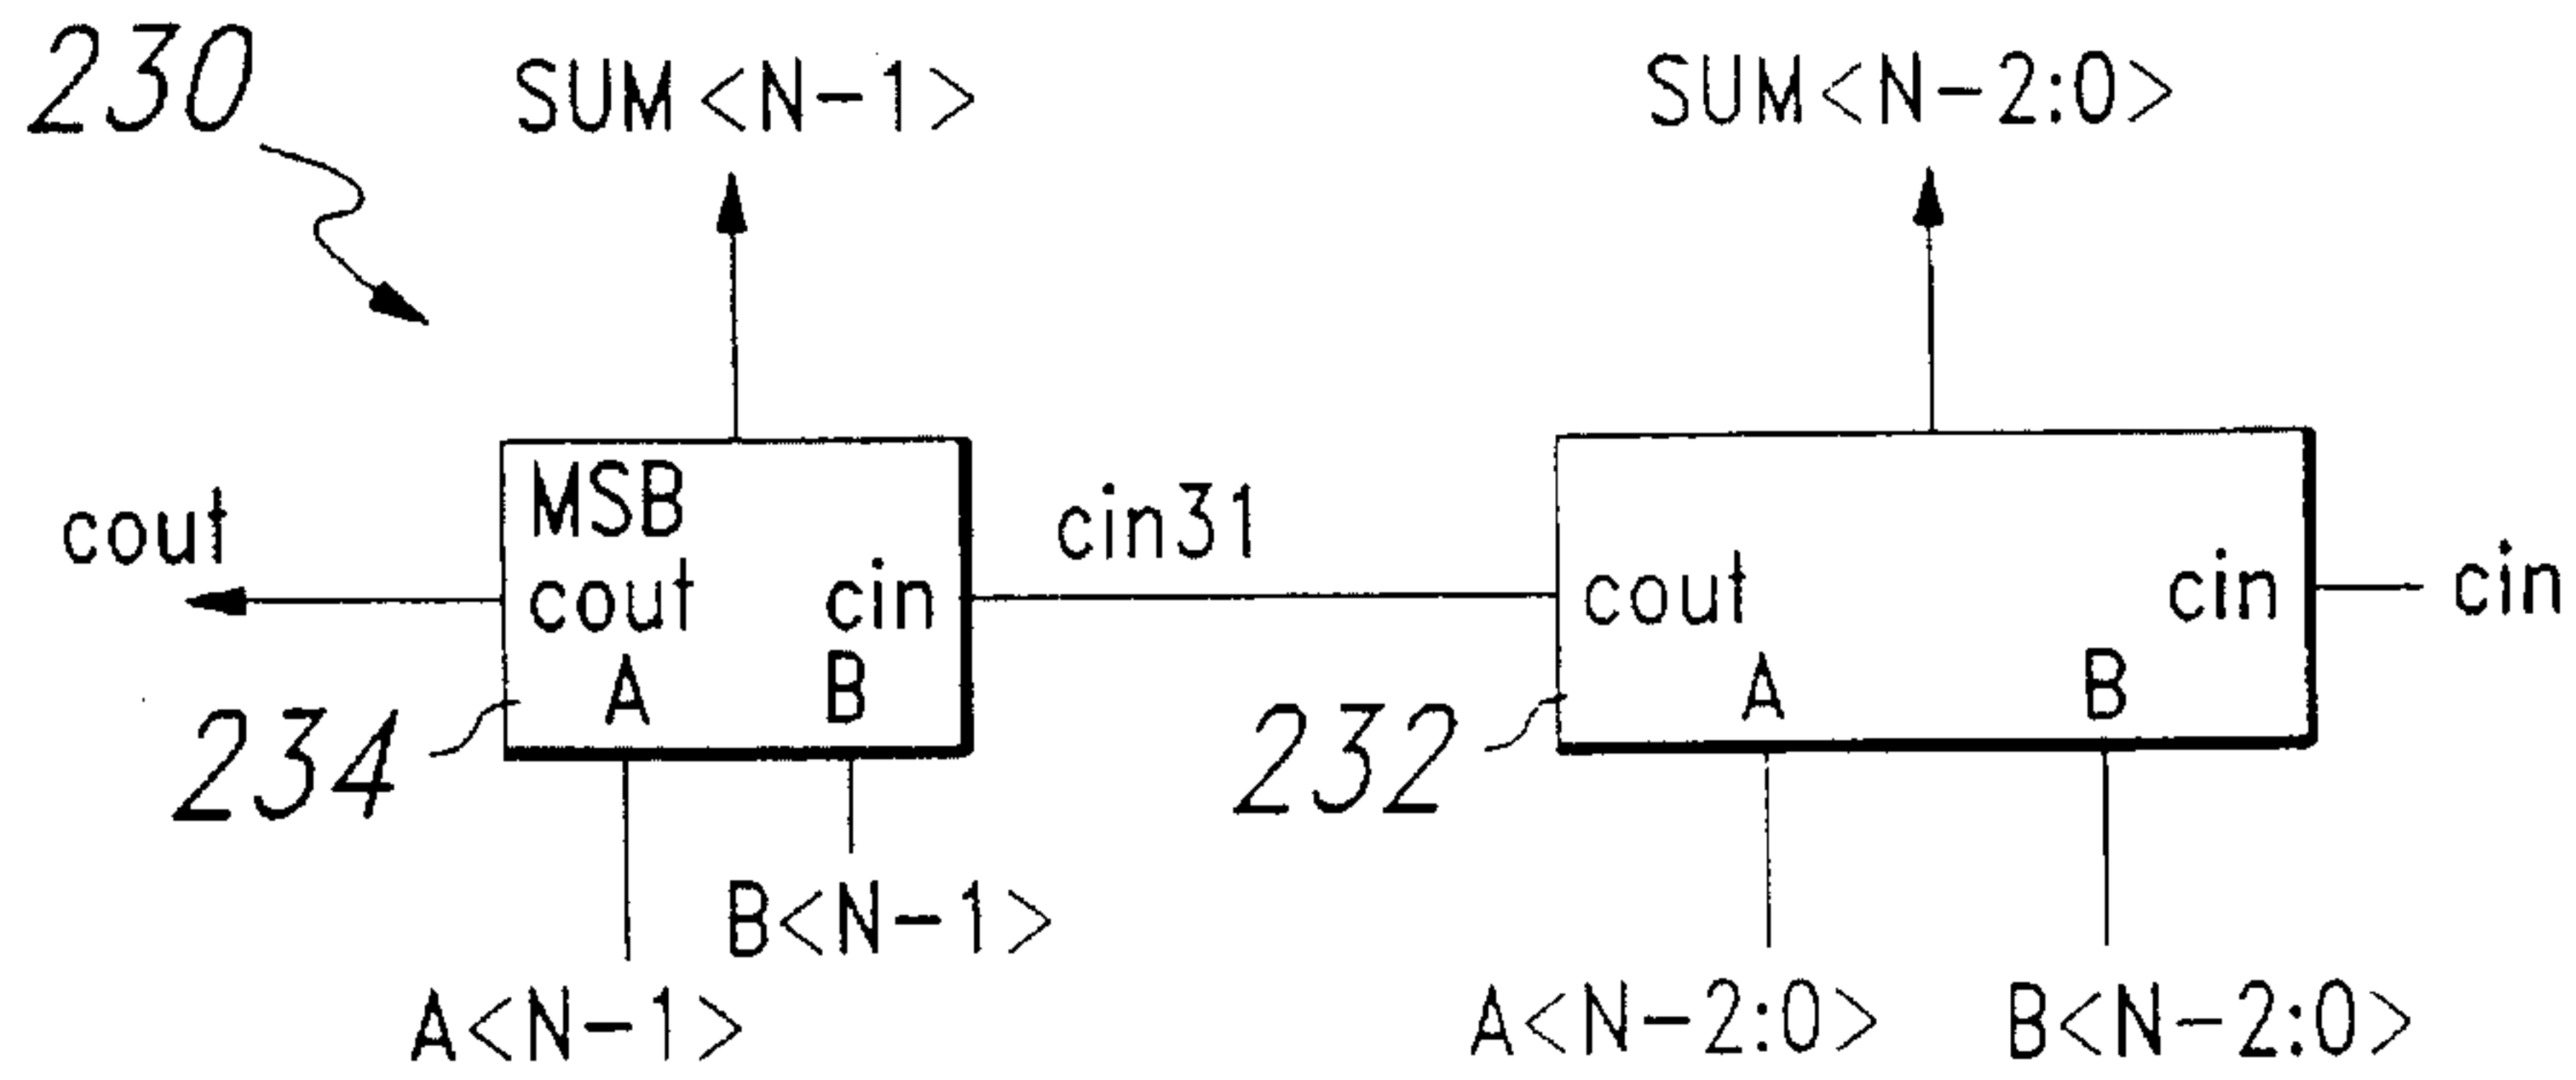 230
SUM<N-1>
SUM<N-2:0>
MSB
cout
cout
cin
cin31
cout
cin
cin
A
B
A
B
234
232
B<N-1>
A<N-1>
A<N-2:0>
B<N-2:0>